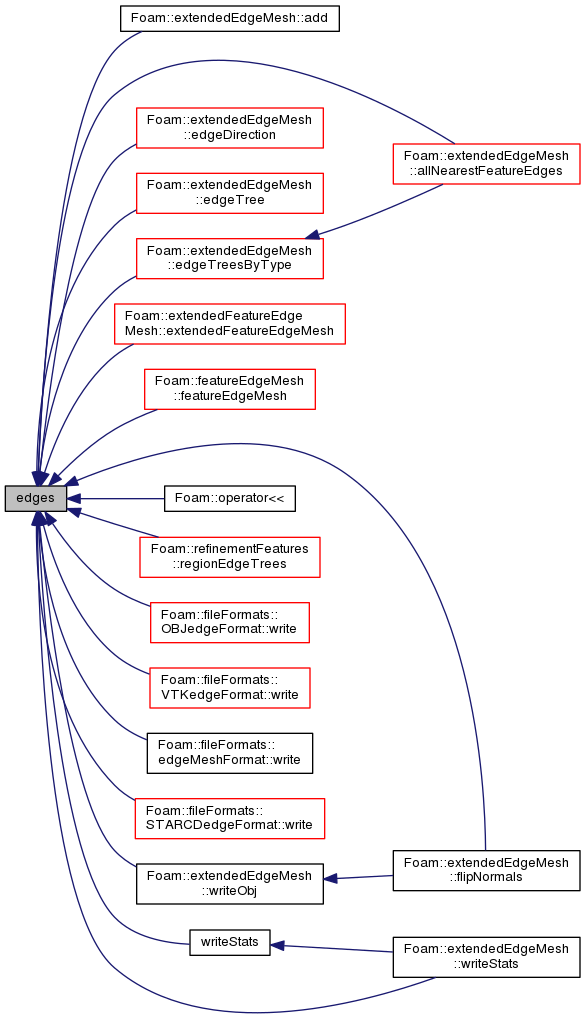 Foam::extendedEdgeMesh::add
Foam::extendedEdgeMesh
::edgeDirection
Foam::extendedEdgeMesh
::allNearestFeatureEdges
Foam::extendedEdgeMesh
::edgeTree
Foam::extendedEdgeMesh
::edgeTreesByType
Foam::extendedFeatureEdge
Mesh::extendedFeatureEdgeMesh
Foam::featureEdgeMesh
::featureEdgeMesh
edges
Foam::operator<<
Foam::refinementFeatures
::regionEdgeTrees
Foam::fileFormats::
OBJedgeFormat::write
Foam::fileFormats::
VTKedgeFormat::write
Foam::fileFormats::
edgeMeshFormat::write
Foam::fileFormats::
STARCDedgeFormat::write
Foam::extendedEdgeMesh
::writeObj
Foam::extendedEdgeMesh
::flipNormals
writeStats
Foam::extendedEdgeMesh
::writeStats